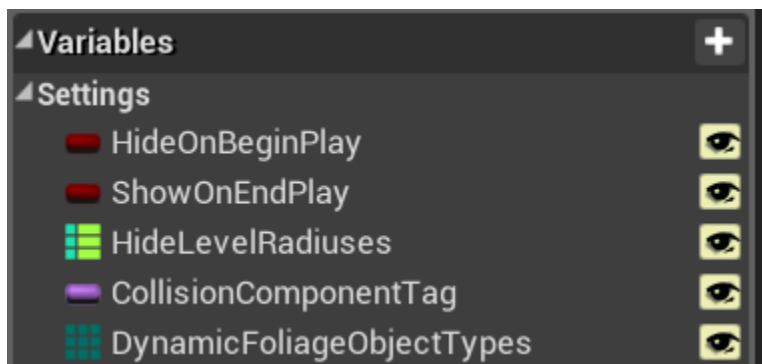 Variables
Settings
HideOnBeginPlay
ShowOnEndPlay
HideLevelRadiuses
CollisionComponentTag
DynamicFoliageObjectTypes